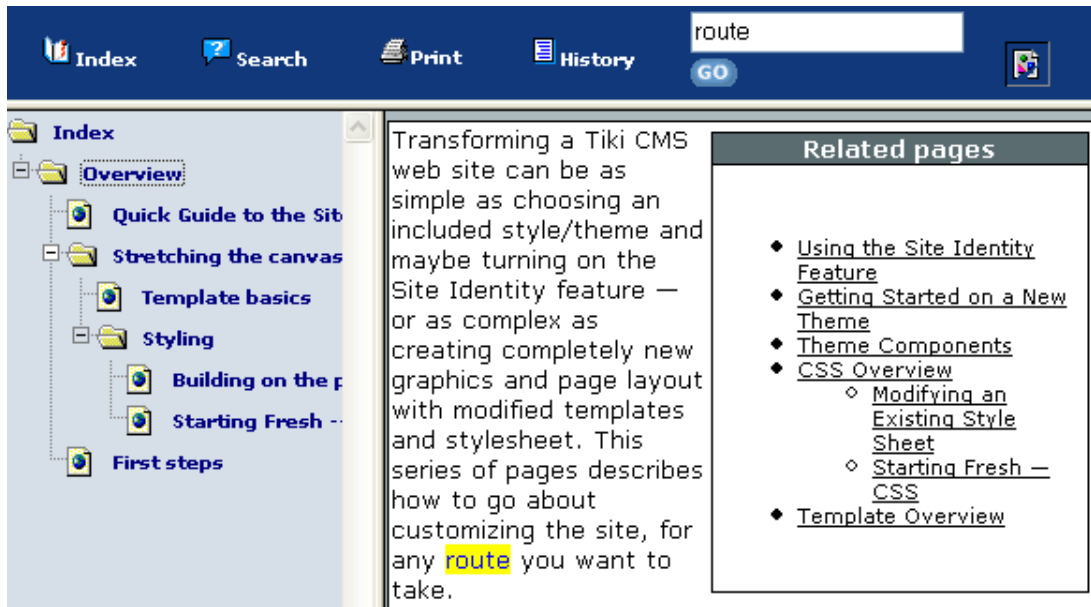 Index
Search
Print
History
route
GO
Index
Overview
Quick Guide to the Sit
Stretching the canvas
Template basics
Styling
Building on the p
Starting Fresh --
First steps
Transforming a Tiki CMS
web site can be as
simple as choosing an
included style/theme and
maybe turning on the
Site Identity feature —
or as complex as
creating completely new
graphics and page layout
with modified templates
and stylesheet. This
series of pages describes
how to go about
customizing the site, for
any route you want to
take.
Related pages
Using the Site Identity
Feature
Getting Started on a New
Theme
Theme Components
CSS Overview
Modifying an
Existing Style
Sheet
Starting Fresh —
CSS
Template Overview